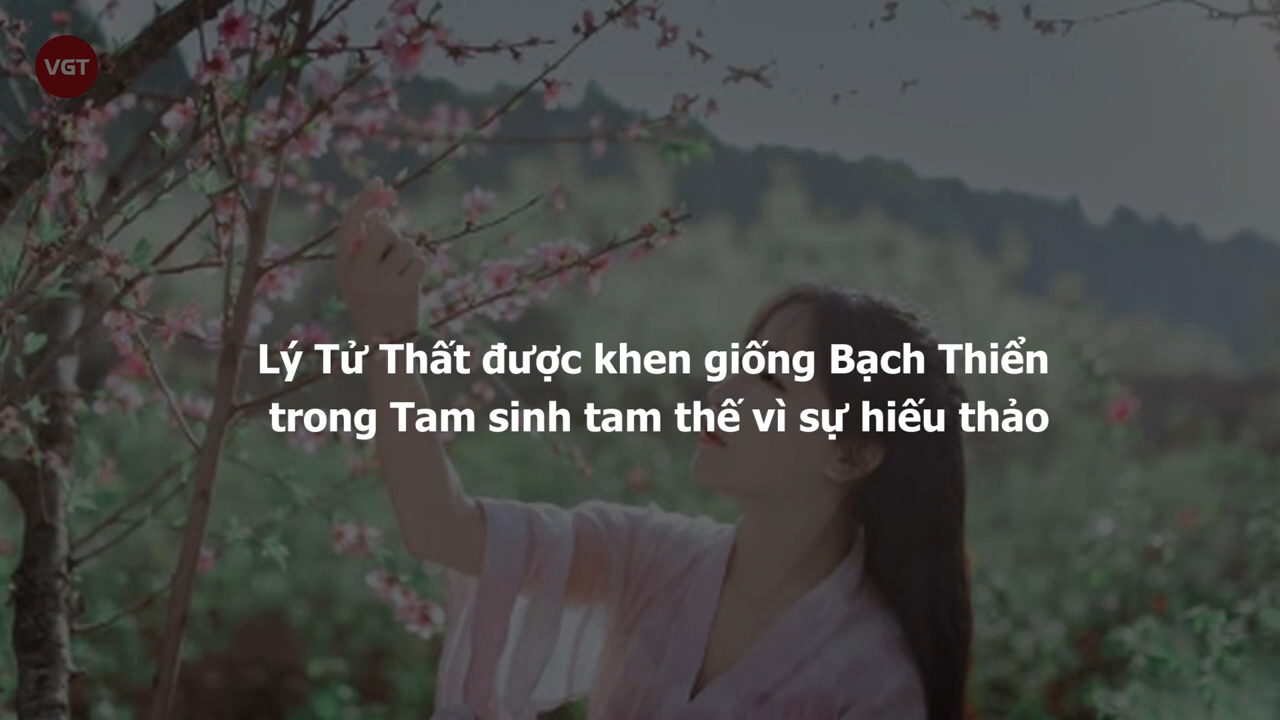 VGT
Lý Tử Thất được khen giống Bạch Thiển
trong Tam sinh tam thế vì sự hiếu thảo